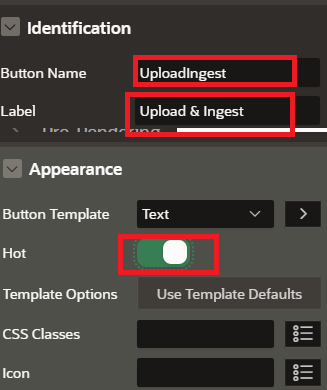 Identification
Button Name UploadIngest
Label Upload & Ingest
Appearance
Button Template Text
Hot
Template Options Use Template Defaults
CSS Classes
Icon